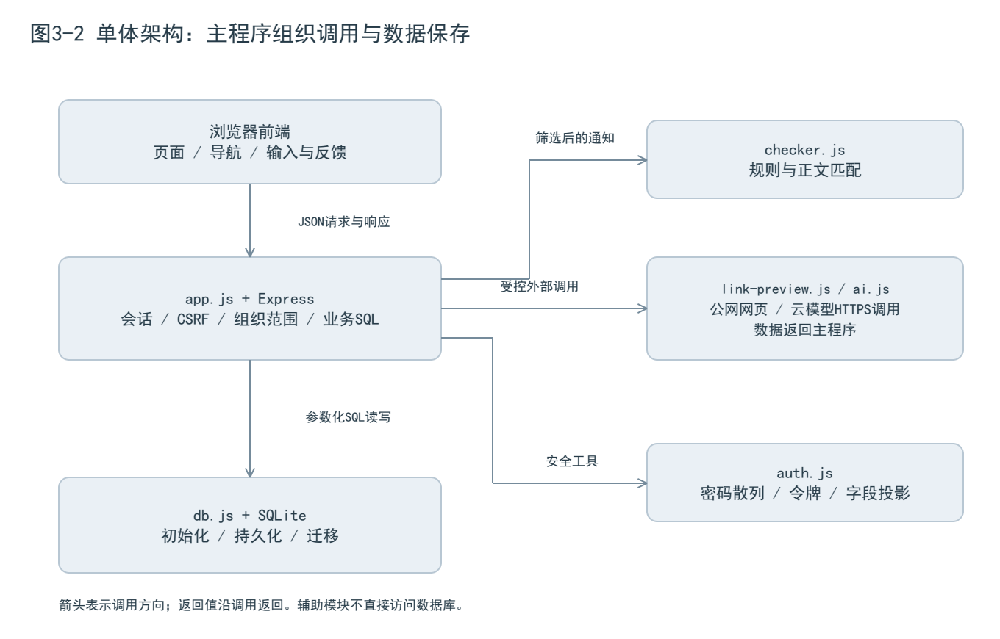 图3-2 单体架构：主程序组织调用与数据保存
浏览器前端
页面 / 导航 / 输入与反馈
筛选后的通知
checker.js
规则与正文匹配
JSON请求与响应
app.js + Express
会话 / CSRF / 组织范围 / 业务SQL
受控外部调用
link-preview.js / ai.js
公网网页 / 云模型HTTPS调用
数据返回主程序
参数化SQL读写
安全工具
auth.js
密码散列 / 令牌 / 字段投影
db.js + SQLite
初始化 / 持久化 / 迁移
箭头表示调用方向；返回值沿调用返回。辅助模块不直接访问数据库。